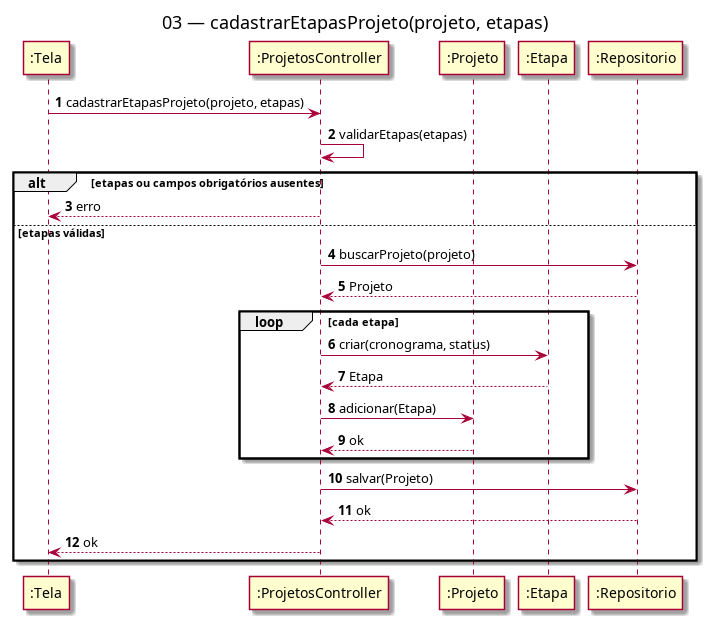 03 — cadastrarEtapasProjeto(projeto, etapas)
:Tela :ProjetosController :Projeto :Etapa :Repositorio
1 cadastrarEtapasProjeto(projeto, etapas)
2 validarEtapas(etapas)
alt [etapas ou campos obrigatórios ausentes]
3 erro
[etapas válidas]
4 buscarProjeto(projeto)
5 Projeto
loop [cada etapa]
6 criar(cronograma, status)
7 Etapa
8 adicionar(Etapa)
9 ok
10 salvar(Projeto)
11 ok
12 ok
:Tela :ProjetosController :Projeto :Etapa :Repositorio